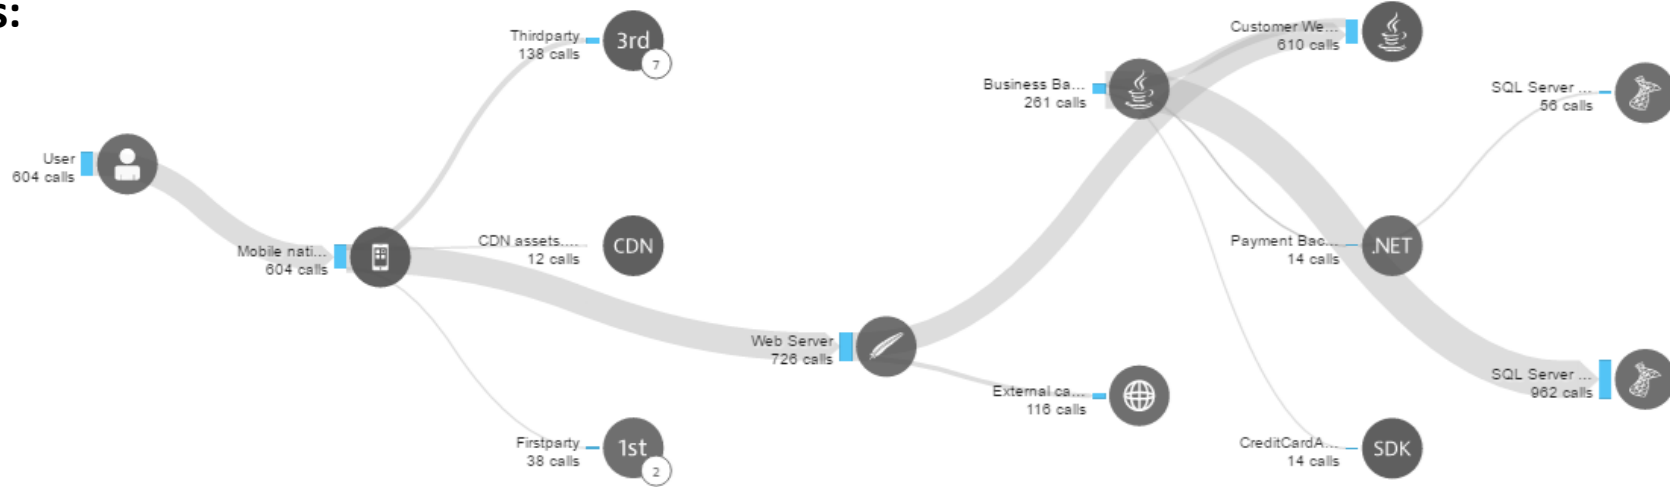 s:
Thirdparty
138 calls
3rd
7
User
604 calls
Mobile nati...
604 calls
CDN assets....
12 calls
CDN
Firstparty
38 calls
1st
2
Web Server
726 calls
External ca...
116 calls
Business Ba...
261 calls
Customer We...
610 calls
Payment Bac...
14 calls
.NET
CreditCardA...
14 calls
SDK
SQL Server ...
56 calls
SQL Server ...
962 calls